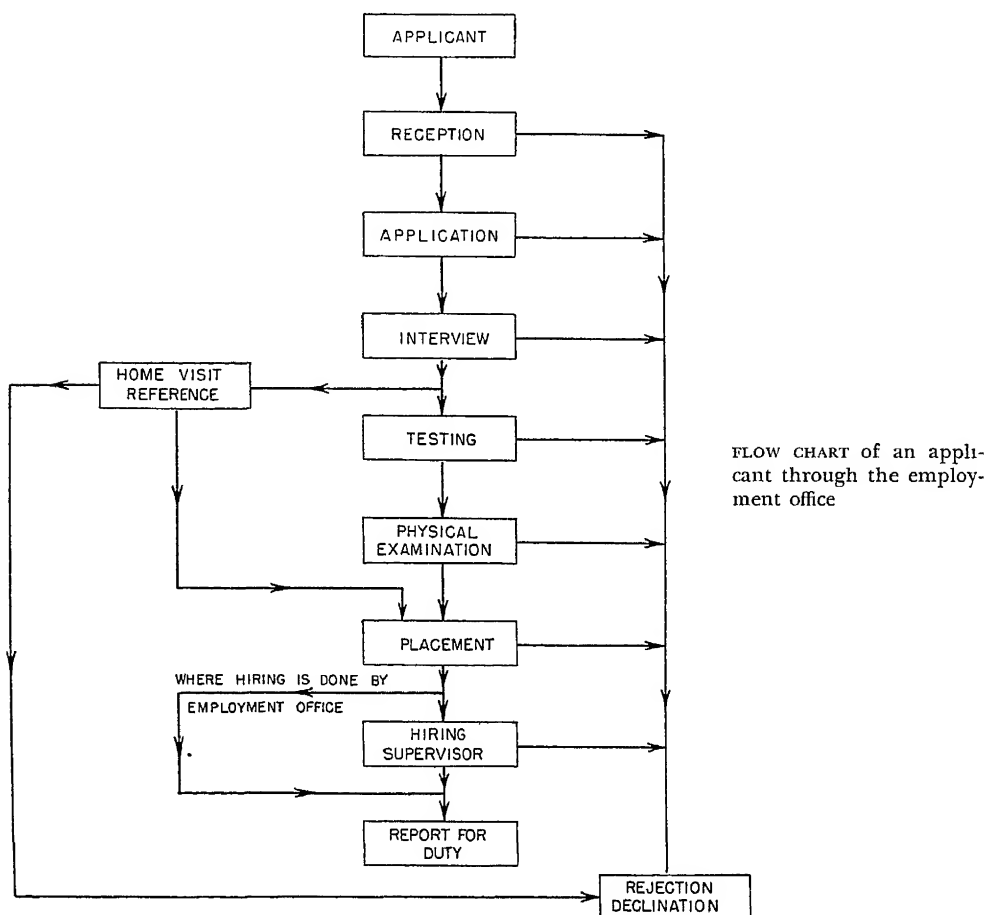 APPLICANT
RECEPTION
APPLICATION
INTERVIEW
HOME VISIT
REFERENCE
TESTING
FLOW CHART of an appli-
cant through the employ-
ment office
PHYSICAL
EXAMINATION
PLACEMENT
WHERE HIRING IS DONE BY
EMPLOYMENT OFFICE
HIRING
SUPERVISOR
REPORT FOR
DUTY
REJECTION
DECLINATION